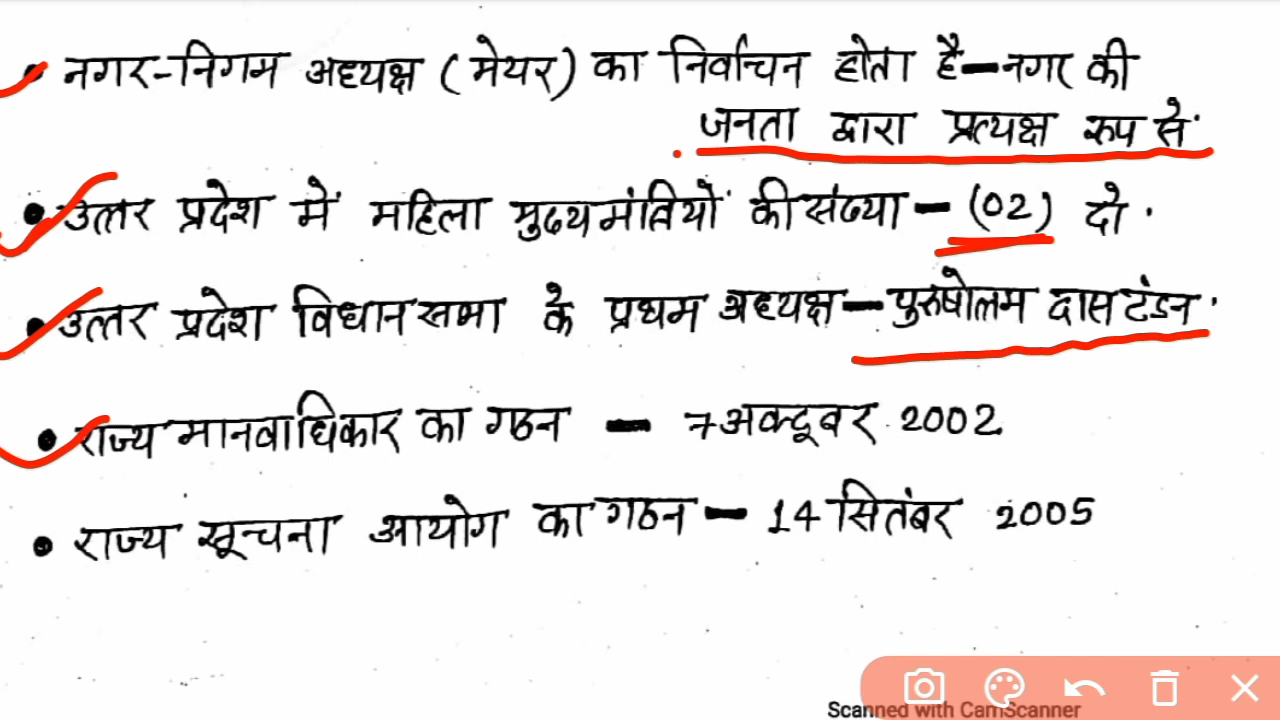 • नगर-निगम अध्यक्ष (मेयर) का निर्वाचन होता है - नगर की
जनता द्वारा प्रत्यक्ष रूप से.
• उत्तर प्रदेश में महिला मुख्यमंत्रियों की संख्या - (02) दो.
• उत्तर प्रदेश विधानसभा के प्रथम अध्यक्ष - पुरुषोत्तम दास टंडन.
• राज्य मानवाधिकार का गठन - 7 अक्टूबर 2002
• राज्य सूचना आयोग का गठन - 14 सितंबर 2005
Scanned with CamScanner